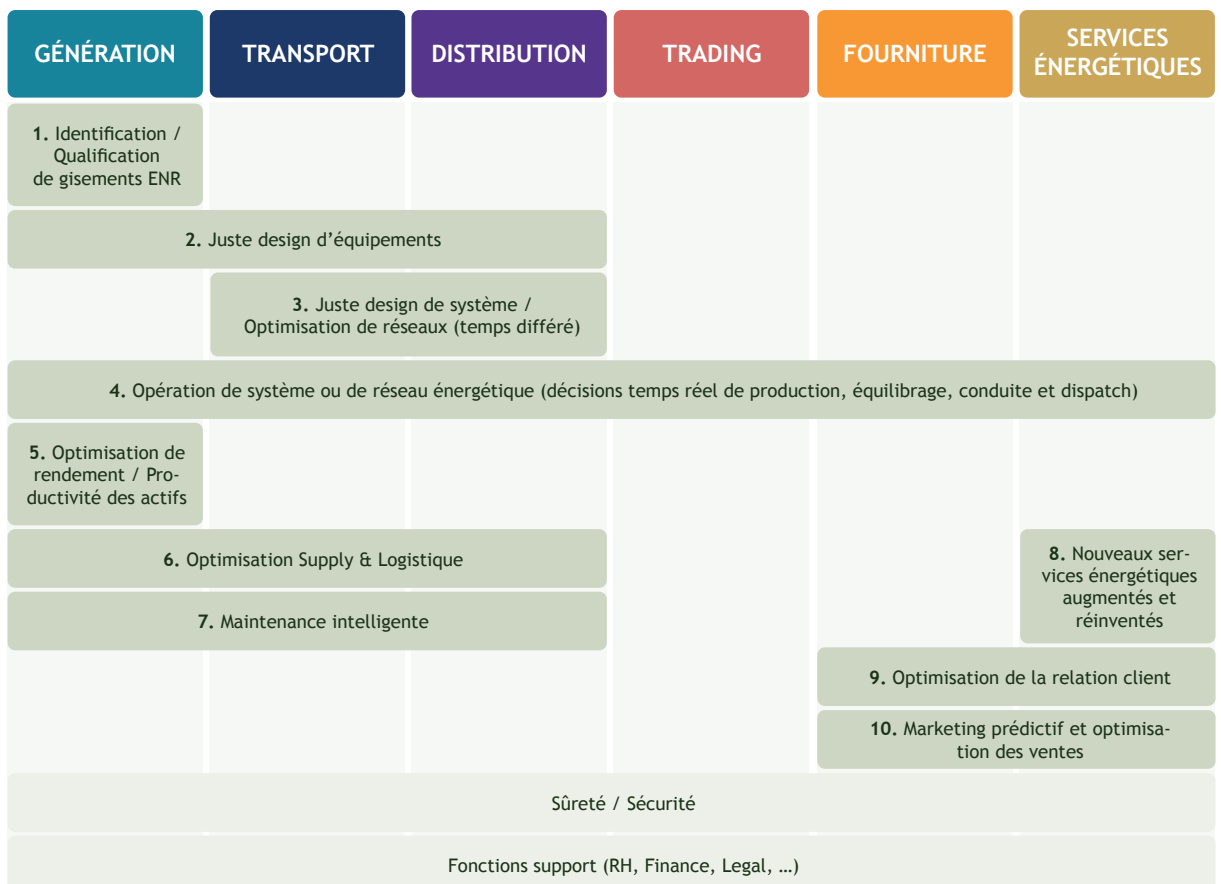 GÉNÉRATION
TRANSPORT
DISTRIBUTION
TRADING
FOURNITURE
SERVICES
ÉNERGÉTIQUES
1. Identification /
Qualification
de gisements ENR
2. Juste design d’équipements
3. Juste design de système /
Optimisation de réseaux (temps différé)
4. Opération de système ou de réseau énergétique (décisions temps réel de production, équilibrage, conduite et dispatch)
5. Optimisation de
rendement / Pro-
ductivité des actifs
6. Optimisation Supply & Logistique
7. Maintenance intelligente
8. Nouveaux ser-
vices énergétiques
augmentés et
réinventés
9. Optimisation de la relation client
10. Marketing prédictif et optimisa-
tion des ventes
Sûreté / Sécurité
Fonctions support (RH, Finance, Legal, …)